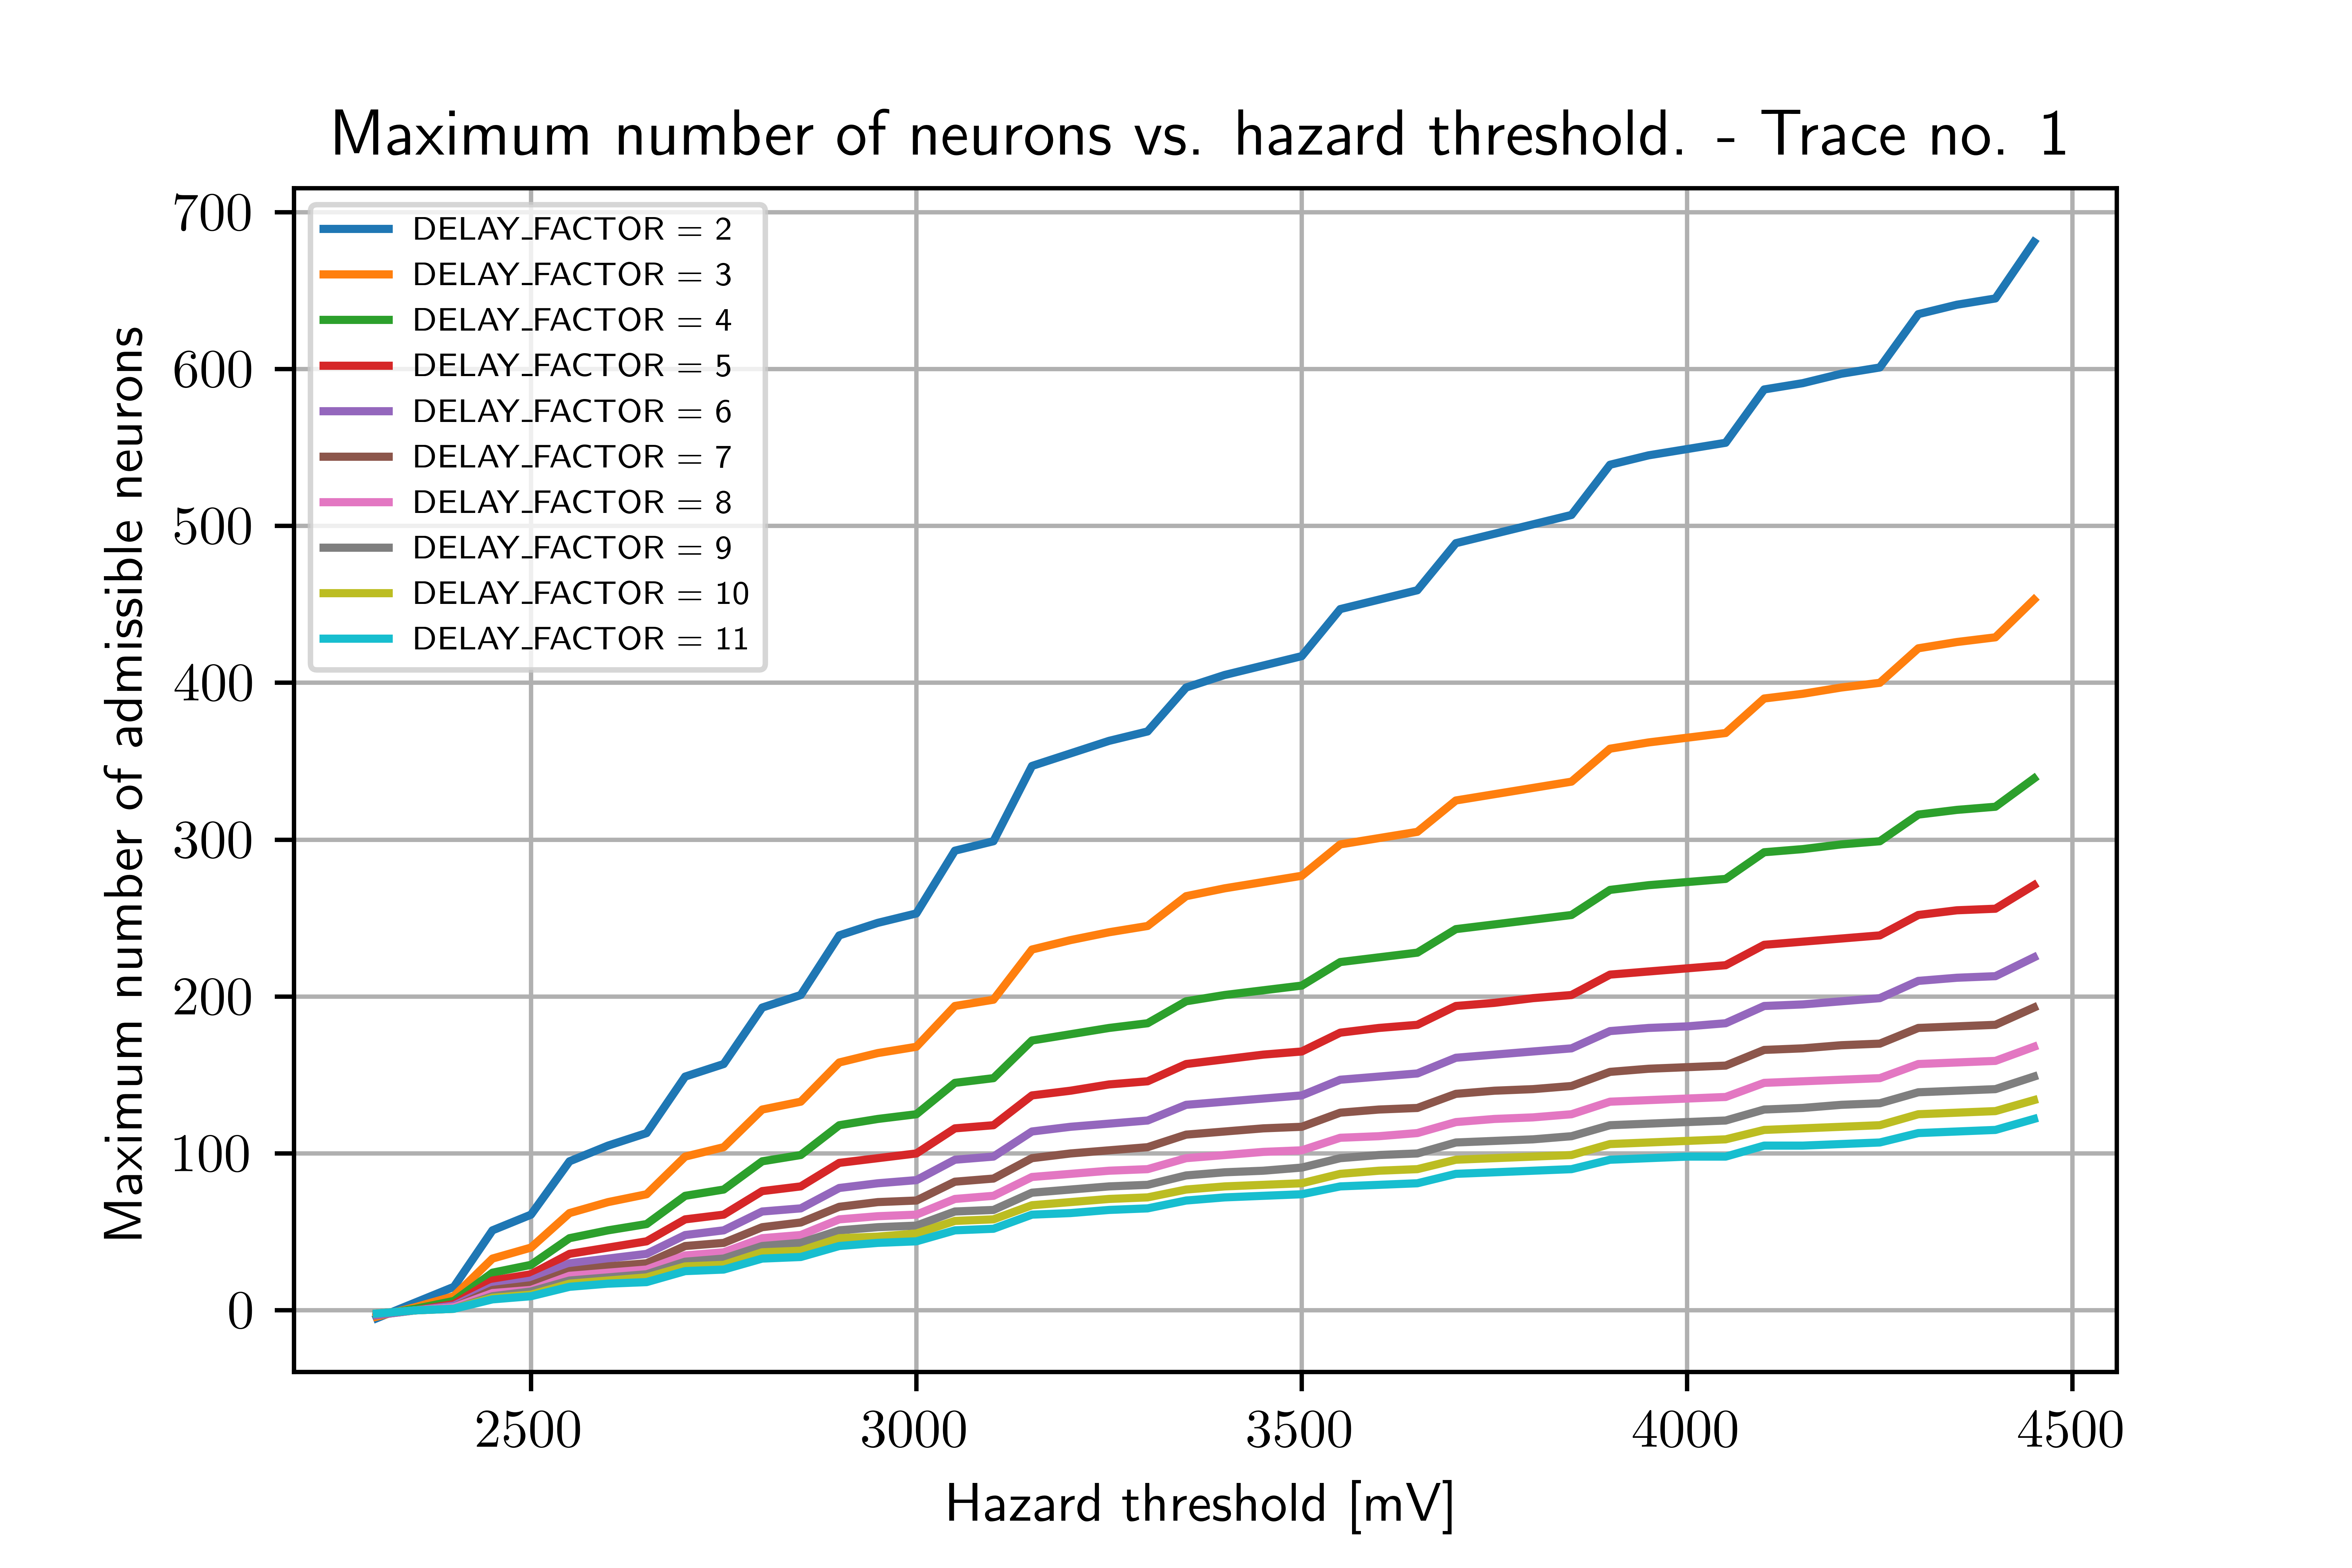 Maximum number of neurons vs. hazard threshold. - Trace no. 1
700
600
500
400
300
200
100
0
Maximum number of admissible neurons
DELAY_FACTOR = 2
DELAY_FACTOR = 3
DELAY_FACTOR = 4
DELAY_FACTOR = 5
DELAY_FACTOR = 6
DELAY_FACTOR = 7
DELAY_FACTOR = 8
DELAY_FACTOR = 9
DELAY_FACTOR = 10
DELAY_FACTOR = 11
2500 3000 3500 4000 4500
Hazard threshold [mV]